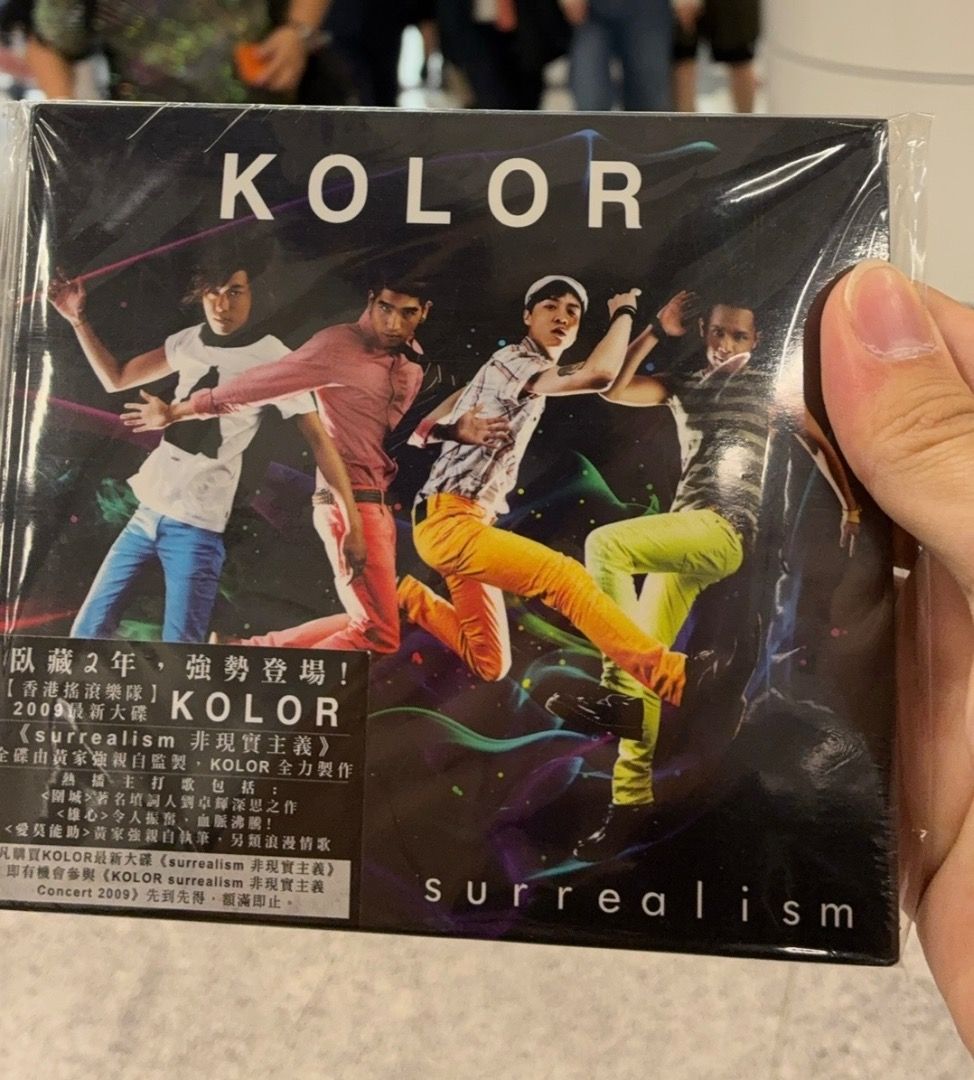 KOLOR
臥藏2年，強勢登場！
【香港搖滾樂隊】
2009最新大碟 KOLOR
《surrealism 非現實主義》
全碟由黃家強親自監製，KOLOR 全力製作
熱播主打歌包括：
<圍城>著名填詞人劉卓輝深思之作
<雄心>令人振奮、血脈沸騰！
<愛莫能助>黃家強親自執筆，另類浪漫情歌
凡購買KOLOR最新大碟《surrealism 非現實主義》
即有機會參與《KOLOR surrealism 非現實主義
Concert 2009》先到先得，額滿即止。
surrealism